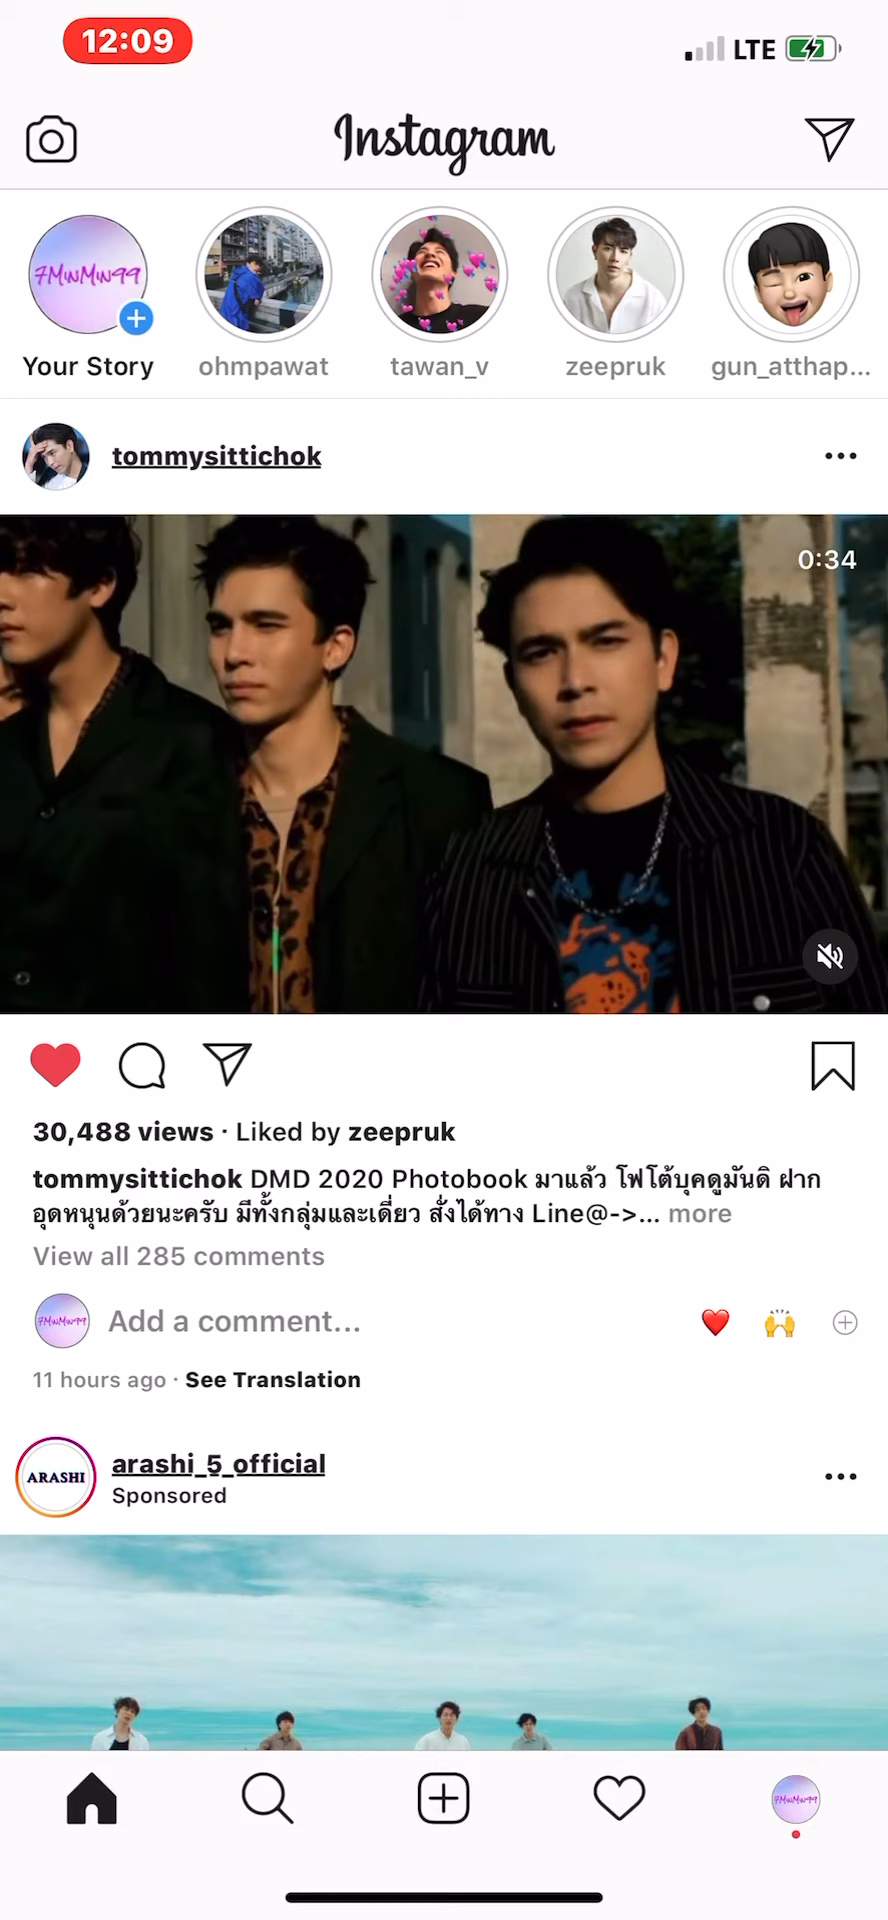 12:09
LTE
Instagram
7MinMin99
Your Story
ohmpawat
tawan_v
zeepruk
gun_atthap...
tommysittichok
0:34
30,488 views · Liked by zeepruk
tommysittichok DMD 2020 Photobook มาแล้ว โฟโต้บุคดูมันดิ ฝาก
อุดหนุนด้วยนะครับ มีทั้งกลุ่มและเดี่ยว สั่งได้ทาง Line@->... more
View all 285 comments
7MinMin99
Add a comment...
11 hours ago · See Translation
ARASHI
arashi_5_official
Sponsored
7MinMin99